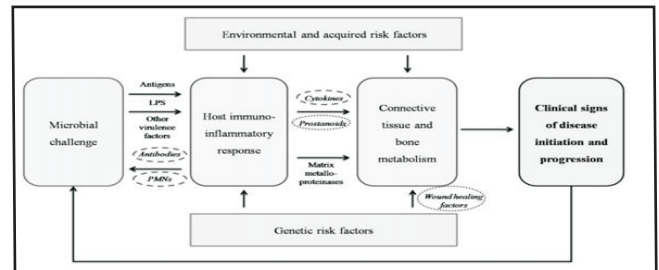 Environmental and acquired risk factors
Microbial
challenge
Antigens
LPS
Other
virulence
factors
Antibodies
PMNs
Host immuno-
inflammatory
response
Cytokines
Prostanoids
Matrix
metallo-
proteinases
Connective
tissue and
bone
metabolism
Wound healing
factors
Clinical signs
of disease
initiation and
progression
Genetic risk factors